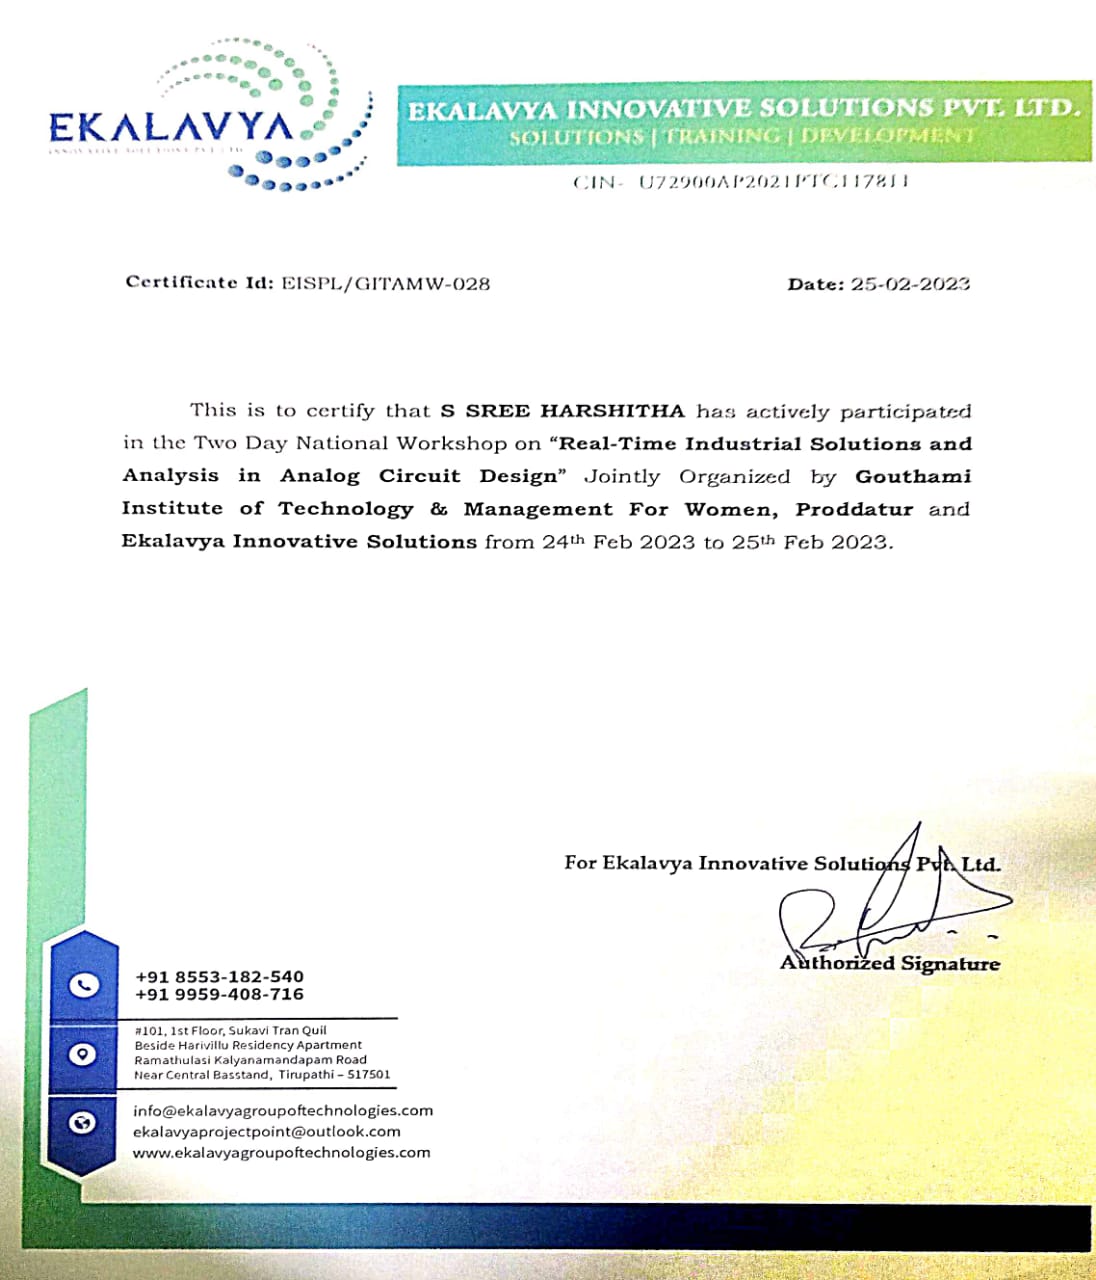 EKALAVYA
INNOVATIVE SOLUTIONS PVT LTD
EKALAVYA INNOVATIVE SOLUTIONS PVT. LTD.
SOLUTIONS | TRAINING | DEVELOPMENT
CIN- U72900AP2021PTC117811
Certificate Id: EISPL/GITAMW-028 Date: 25-02-2023
This is to certify that S SREE HARSHITHA has actively participated
in the Two Day National Workshop on “Real-Time Industrial Solutions and
Analysis in Analog Circuit Design” Jointly Organized by Gouthami
Institute of Technology & Management For Women, Proddatur and
Ekalavya Innovative Solutions from 24th Feb 2023 to 25th Feb 2023.
For Ekalavya Innovative Solutions Pvt. Ltd.
Authorized Signature
+91 8553-182-540
+91 9959-408-716
#101, 1st Floor, Sukavi Tran Quil
Beside Harivillu Residency Apartment
Ramathulasi Kalyanamandapam Road
Near Central Basstand, Tirupathi – 517501
info@ekalavyagroupoftechnologies.com
ekalavyaprojectpoint@outlook.com
www.ekalavyagroupoftechnologies.com